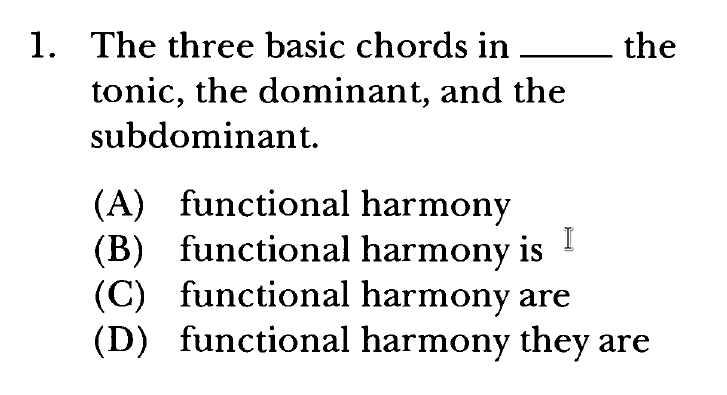 1. The three basic chords in _____ the
tonic, the dominant, and the
subdominant.
(A) functional harmony
(B) functional harmony is
(C) functional harmony are
(D) functional harmony they are